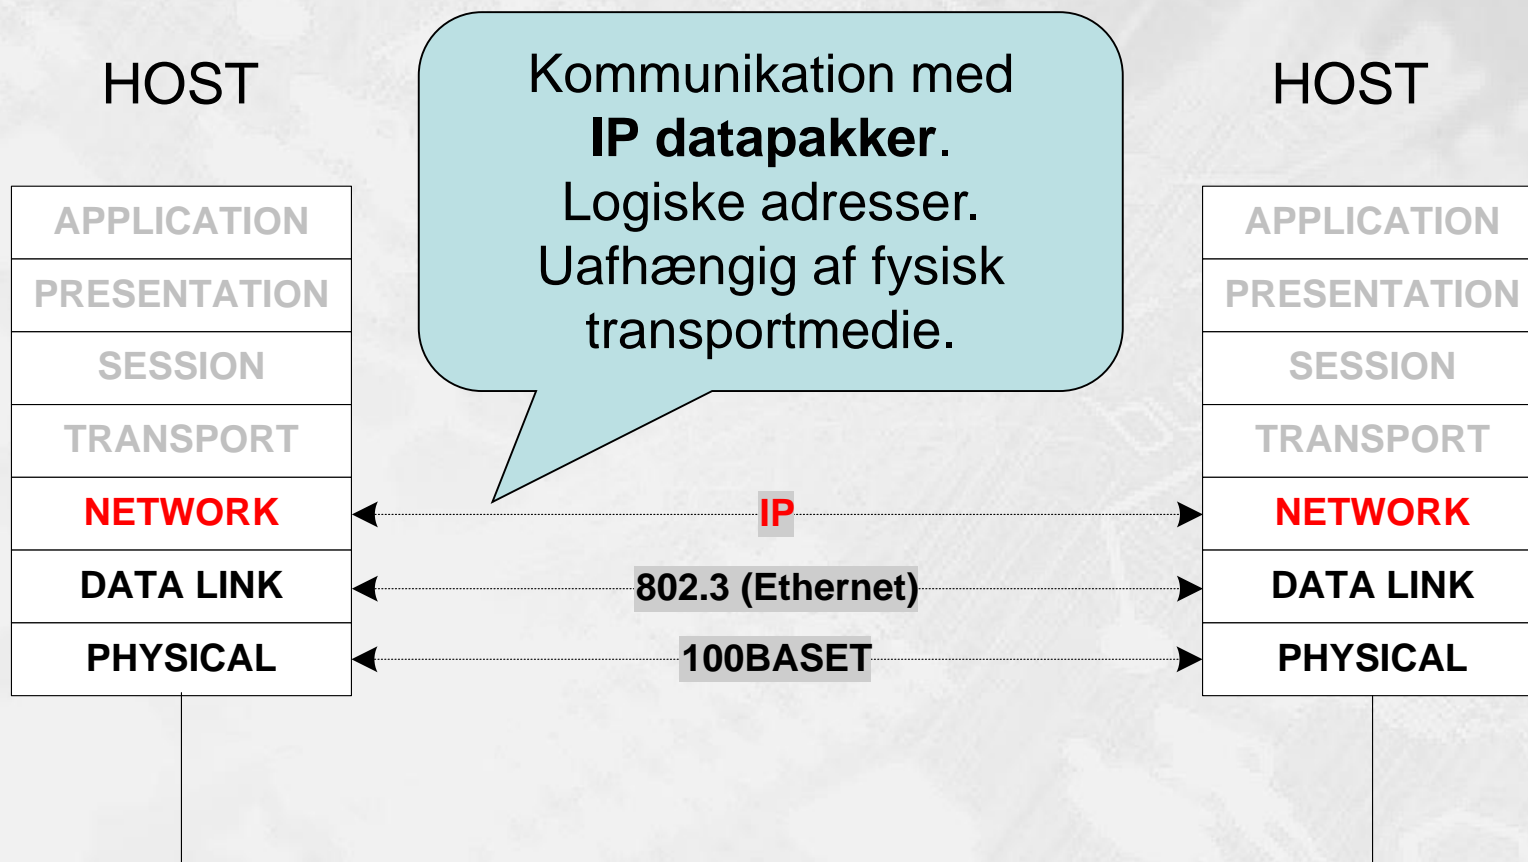 HOST
Kommunikation med
IP datapakker.
Logiske adresser.
Uafhængig af fysisk
transportmedie.
HOST
APPLICATION
PRESENTATION
SESSION
TRANSPORT
NETWORK
DATA LINK
PHYSICAL
IP
802.3 (Ethernet)
100BASET
APPLICATION
PRESENTATION
SESSION
TRANSPORT
NETWORK
DATA LINK
PHYSICAL